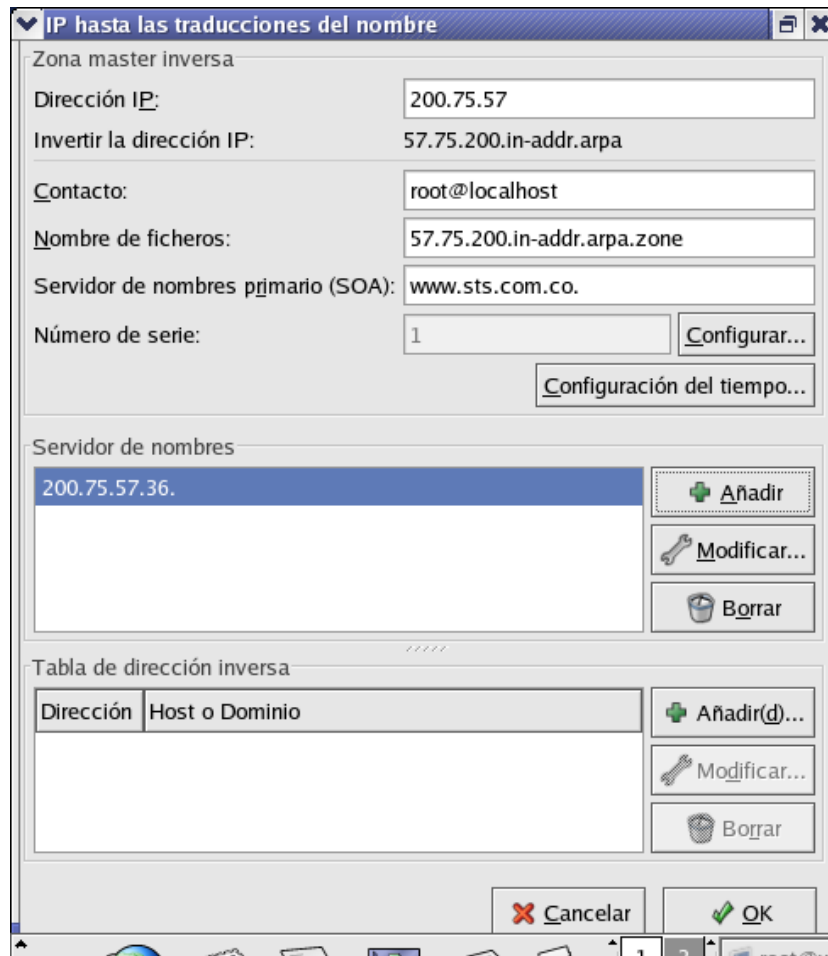 IP hasta las traducciones del nombre
Zona master inversa
Dirección IP: 200.75.57
Invertir la dirección IP: 57.75.200.in-addr.arpa
Contacto: root@localhost
Nombre de ficheros: 57.75.200.in-addr.arpa.zone
Servidor de nombres primario (SOA): www.sts.com.co.
Número de serie: 1 Configurar...
Configuración del tiempo...
Servidor de nombres
200.75.57.36.
Añadir
Modificar...
Borrar
Tabla de dirección inversa
Dirección Host o Dominio
Añadir(d)...
Modificar...
Borrar
Cancelar OK
1 2